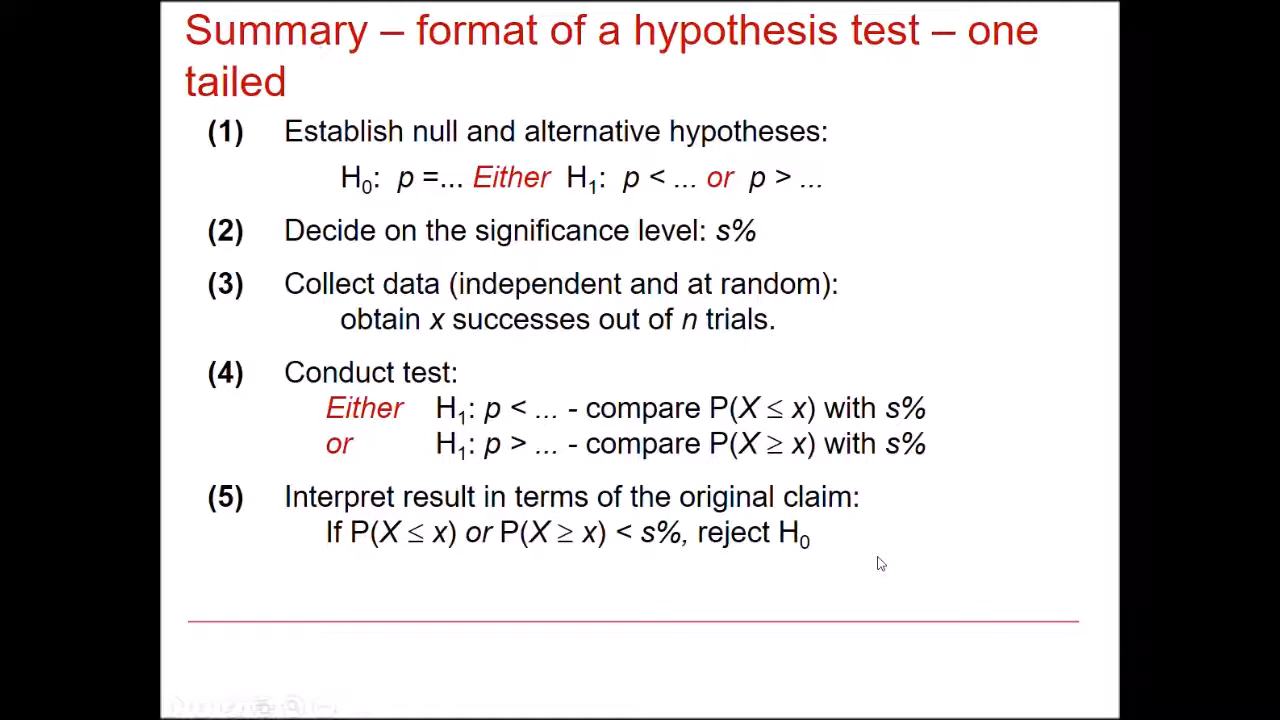 Summary – format of a hypothesis test – one
tailed
(1) Establish null and alternative hypotheses:
H₀: p =... Either H₁: p < ... or p > ...
(2) Decide on the significance level: s%
(3) Collect data (independent and at random):
obtain x successes out of n trials.
(4) Conduct test:
Either H₁: p < ... - compare P(X ≤ x) with s%
or H₁: p > ... - compare P(X ≥ x) with s%
(5) Interpret result in terms of the original claim:
If P(X ≤ x) or P(X ≥ x) < s%, reject H₀